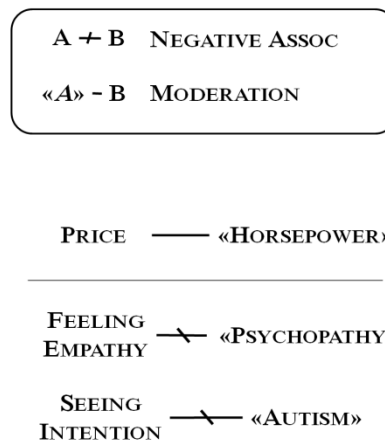 A ⌿ B NEGATIVE ASSOC
«A» - B MODERATION
PRICE —— «HORSEPOWER»
FEELING
EMPATHY «PSYCHOPATHY
SEEING
INTENTION «AUTISM»